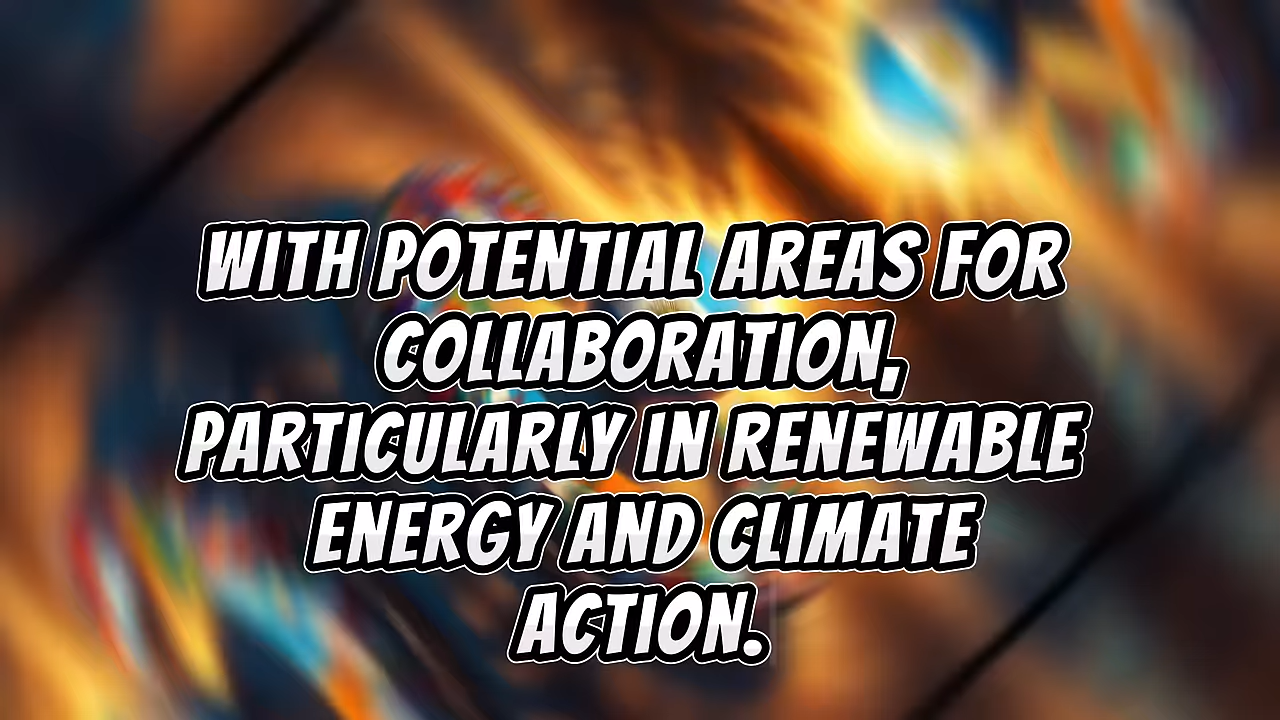 WITH POTENTIAL AREAS FOR
COLLABORATION,
PARTICULARLY IN RENEWABLE
ENERGY AND CLIMATE
ACTION.